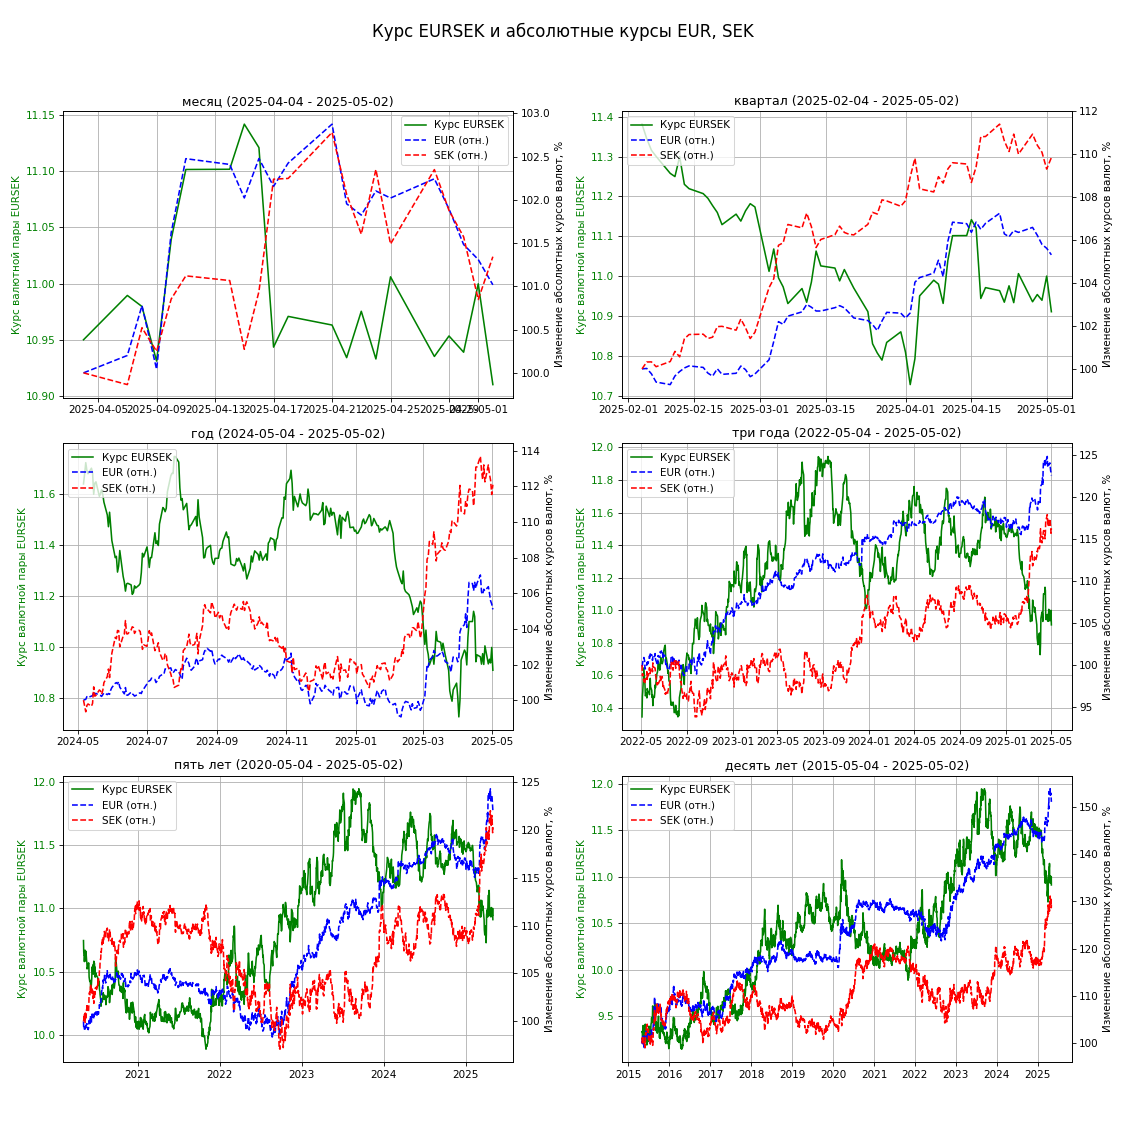 Курс EURSEK и абсолютные курсы EUR, SEK
месяц (2025-04-04 - 2025-05-02)
Курс валютной пары EURSEK
11.15
11.10
11.05
11.00
10.95
10.90
Курс EURSEK
EUR (отн.)
SEK (отн.)
103.0
102.5
102.0
101.5
101.0
100.5
100.0
Изменение абсолютных курсов валют, %
2025-04-05 2025-04-09 2025-04-13 2025-04-17 2025-04-21 2025-04-25 2025-04-29 2025-05-01
квартал (2025-02-04 - 2025-05-02)
Курс валютной пары EURSEK
11.4
11.3
11.2
11.1
11.0
10.9
10.8
10.7
Курс EURSEK
EUR (отн.)
SEK (отн.)
112
110
108
106
104
102
100
Изменение абсолютных курсов валют, %
2025-02-01 2025-02-15 2025-03-01 2025-03-15 2025-04-01 2025-04-15 2025-05-01
год (2024-05-04 - 2025-05-02)
Курс валютной пары EURSEK
11.6
11.4
11.2
11.0
10.8
Курс EURSEK
EUR (отн.)
SEK (отн.)
114
112
110
108
106
104
102
100
Изменение абсолютных курсов валют, %
2024-05 2024-07 2024-09 2024-11 2025-01 2025-03 2025-05
три года (2022-05-04 - 2025-05-02)
Курс валютной пары EURSEK
12.0
11.8
11.6
11.4
11.2
11.0
10.8
10.6
10.4
Курс EURSEK
EUR (отн.)
SEK (отн.)
125
120
115
110
105
100
95
Изменение абсолютных курсов валют, %
2022-05 2022-09 2023-01 2023-05 2023-09 2024-01 2024-05 2024-09 2025-01 2025-05
пять лет (2020-05-04 - 2025-05-02)
Курс валютной пары EURSEK
12.0
11.5
11.0
10.5
10.0
Курс EURSEK
EUR (отн.)
SEK (отн.)
125
120
115
110
105
100
Изменение абсолютных курсов валют, %
2021 2022 2023 2024 2025
десять лет (2015-05-04 - 2025-05-02)
Курс валютной пары EURSEK
12.0
11.5
11.0
10.5
10.0
9.5
Курс EURSEK
EUR (отн.)
SEK (отн.)
150
140
130
120
110
100
Изменение абсолютных курсов валют, %
2015 2016 2017 2018 2019 2020 2021 2022 2023 2024 2025